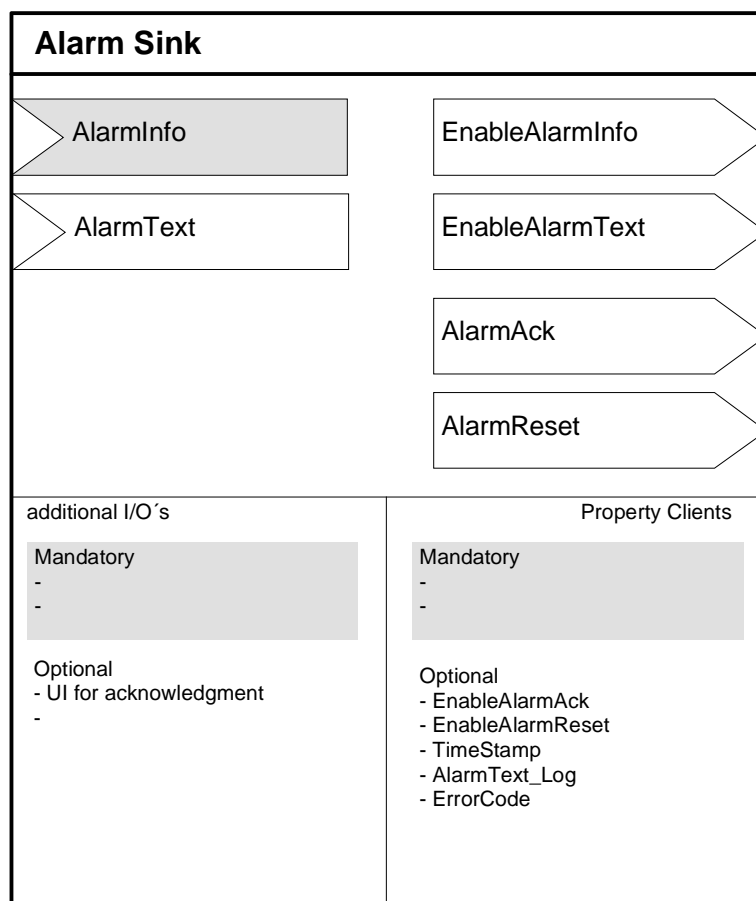 Alarm Sink
AlarmInfo
EnableAlarmInfo
AlarmText
EnableAlarmText
AlarmAck
AlarmReset
additional I/O´s
Mandatory
-
-
Optional
- UI for acknowledgment
-
Property Clients
Mandatory
-
-
Optional
- EnableAlarmAck
- EnableAlarmReset
- TimeStamp
- AlarmText_Log
- ErrorCode